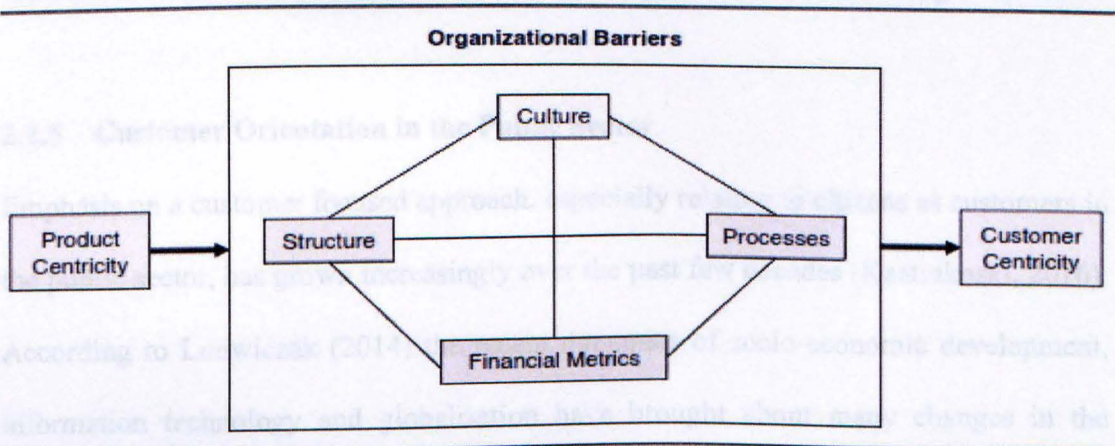 Organizational Barriers
Culture
2.2.5 Customer Orientation in the Public Sector
Emphasis on a customer focused approach, especially relating to citizens as customers in
Product
Centricity
Structure
Processes
Customer
Centricity
the public sector, has grown increasingly over the past few decades
According to (2014) of socio-economic development,
Financial Metrics
information technology and globalisation have brought about many changes in the